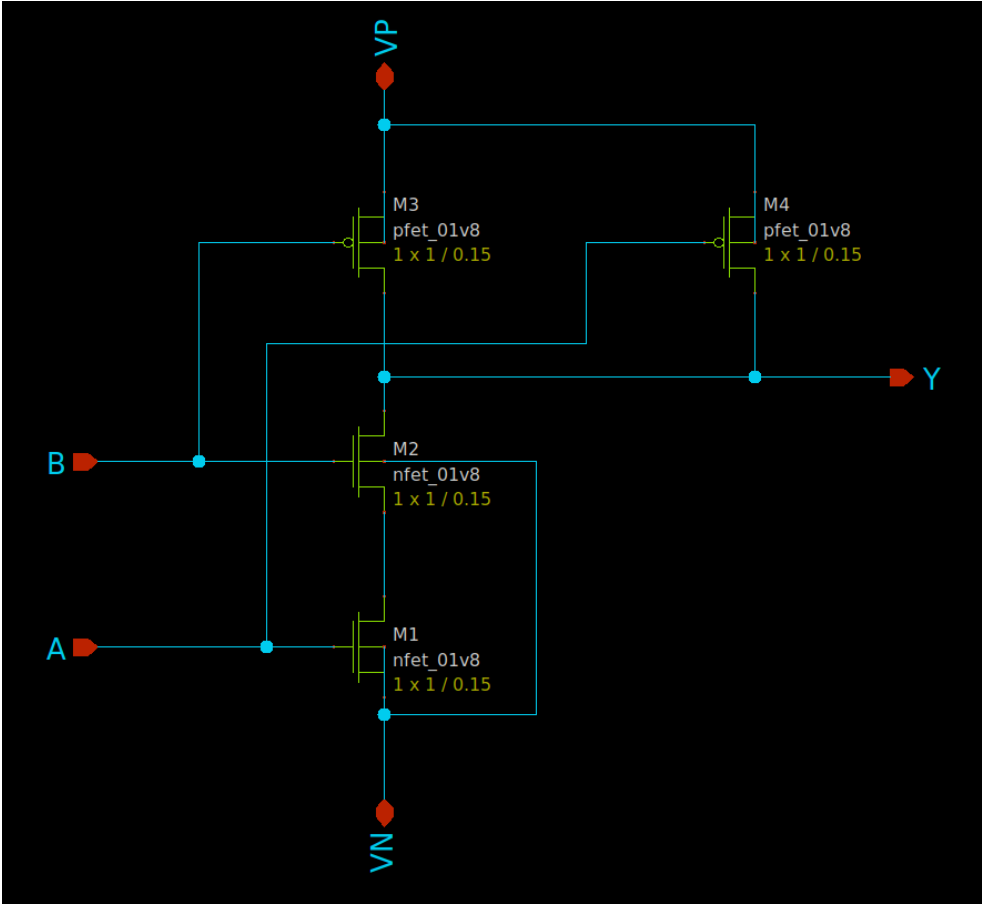 VP
M3
pfet_01v8
1 x 1 / 0.15
M4
pfet_01v8
1 x 1 / 0.15
Y
B
M2
nfet_01v8
1 x 1 / 0.15
A
M1
nfet_01v8
1 x 1 / 0.15
VN